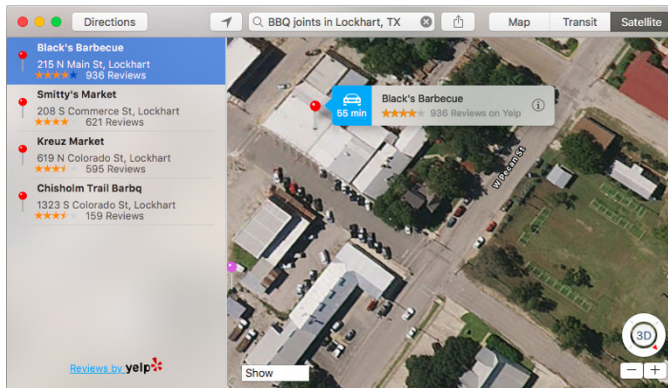 Directions
BBQ joints in Lockhart, TX
Map
Transit
Satellite
Black's Barbecue
215 N Main St, Lockhart
936 Reviews
Smitty's Market
208 S Commerce St, Lockhart
621 Reviews
Kreuz Market
619 N Colorado St, Lockhart
595 Reviews
Chisholm Trail Barbq
1323 S Colorado St, Lockhart
159 Reviews
Reviews by yelp
55 min
Black's Barbecue
936 Reviews on Yelp
W Pecan St
Show
3D